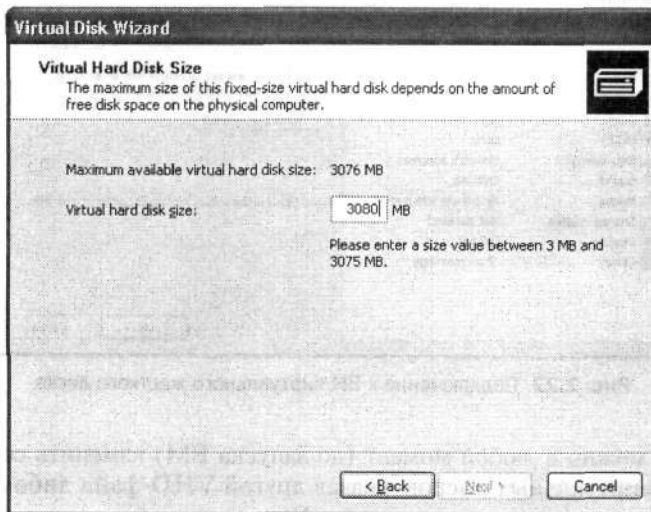 Virtual Disk Wizard
Virtual Hard Disk Size
The maximum size of this fixed-size virtual hard disk depends on the amount of
free disk space on the physical computer.
Maximum available virtual hard disk size: 3076 MB
Virtual hard disk size: 3080 MB
Please enter a size value between 3 MB and
3075 MB.
< Back Next > Cancel